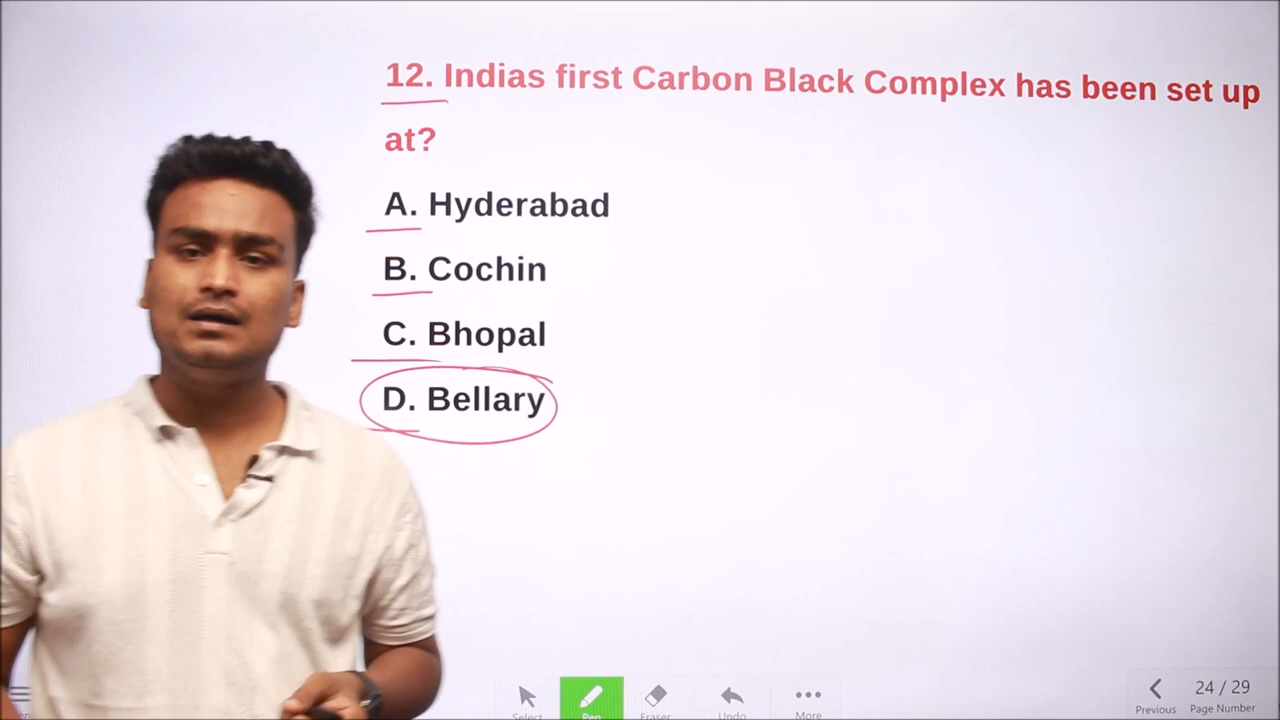 12. Indias first Carbon Black Complex has been set up
at?
A. Hyderabad
B. Cochin
C. Bhopal
D. Bellary
Select
Pen
Eraser
Undo
More
Previous
24 / 29
Page Number